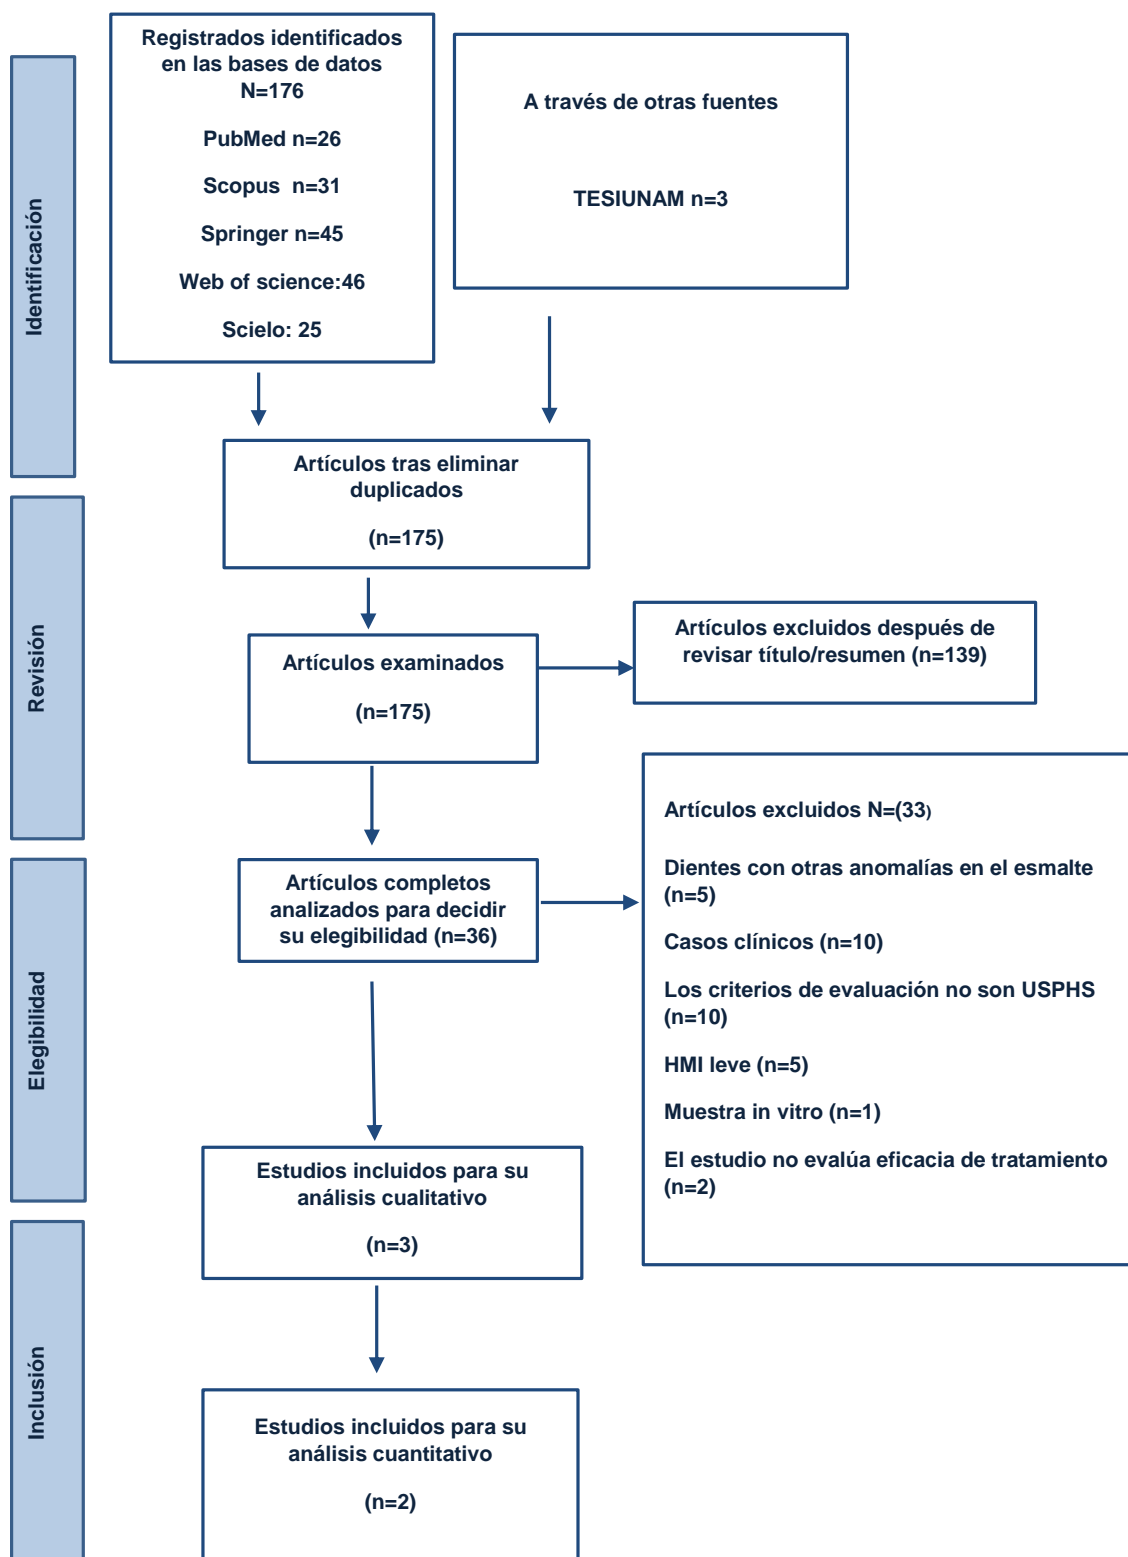 Registrados identificados
en las bases de datos
N=176
PubMed n=26
Scopus n=31
Springer n=45
Web of science:46
Scielo: 25
A través de otras fuentes
TESIUNAM n=3
Identificación
Artículos tras eliminar
duplicados
(n=175)
Revisión
Artículos examinados
(n=175)
Artículos excluidos después de
revisar título/resumen (n=139)
Elegibilidad
Artículos completos
analizados para decidir
su elegibilidad (n=36)
Artículos excluidos N=(33)
Dientes con otras anomalías en el esmalte
(n=5)
Casos clínicos (n=10)
Los criterios de evaluación no son USPHS
(n=10)
HMI leve (n=5)
Muestra in vitro (n=1)
El estudio no evalúa eficacia de tratamiento
(n=2)
Estudios incluidos para su
análisis cualitativo
(n=3)
Inclusión
Estudios incluidos para su
análisis cuantitativo
(n=2)